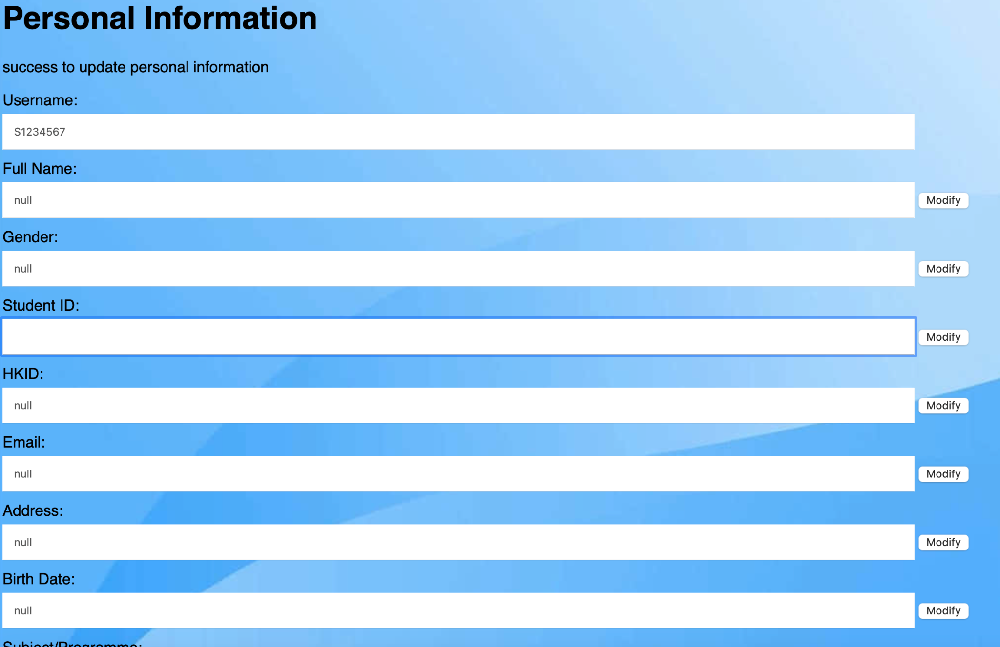 Personal Information
success to update personal information
Username:
S1234567
Full Name:
null
Modify
Gender:
null
Modify
Student ID:
Modify
HKID:
null
Modify
Email:
null
Modify
Address:
null
Modify
Birth Date:
null
Modify
Subject/Programme: